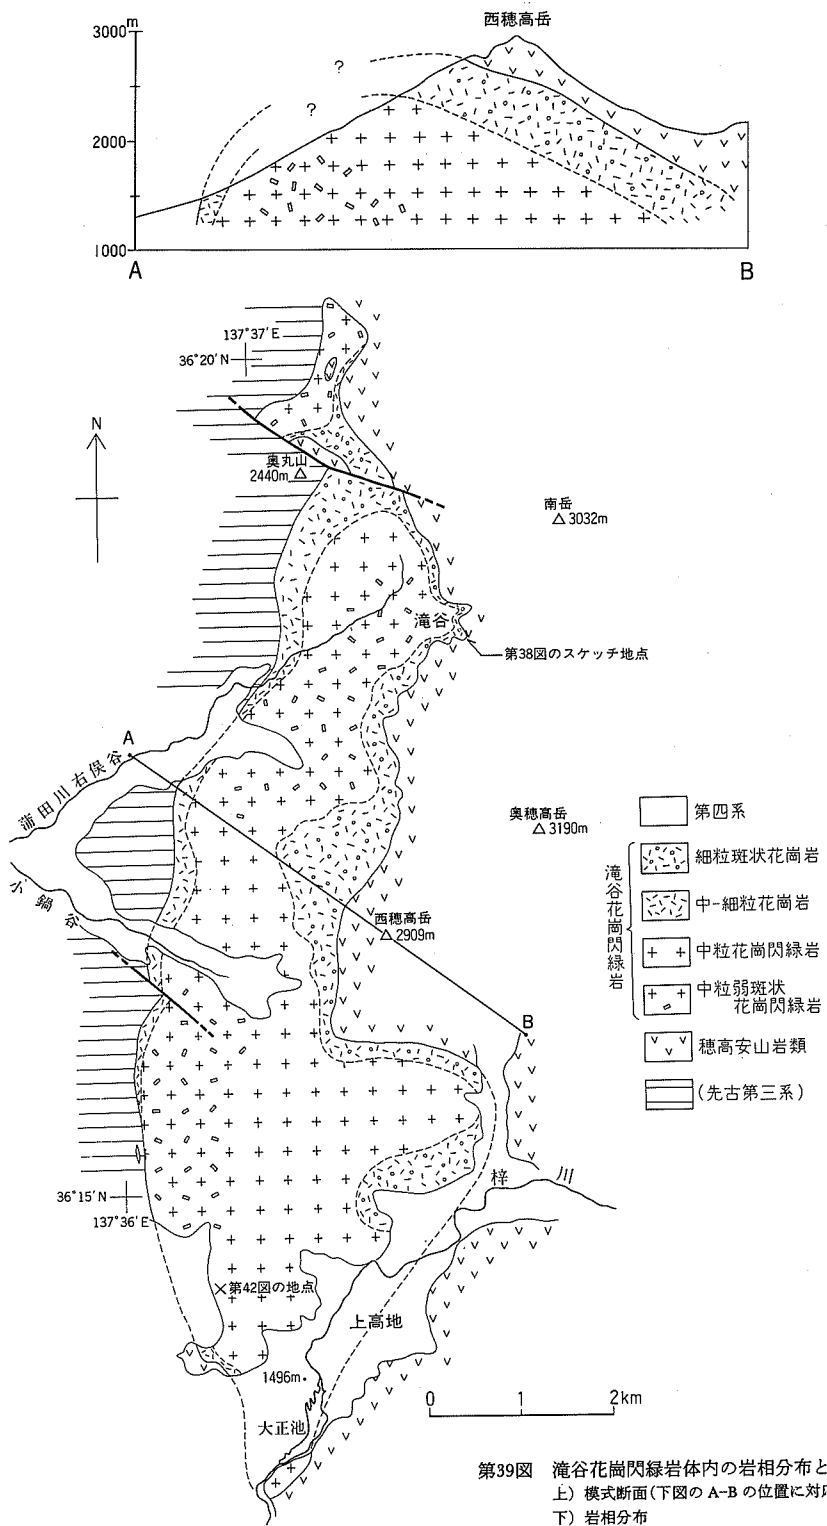 西穂高岳
3000m
?
?
2000
1000
A
B
137°37′E
36°20′N
N
奥丸山
2440m △
南岳
△ 3032m
滝谷
第38図のスケッチ地点
A
蒲田川右俣谷
奥穂高岳
△ 3190m
小鍋谷
西穂高岳
△ 2909m
B
第四系
細粒斑状花崗岩
中-細粒花崗岩
中粒花崗閃緑岩
中粒弱斑状
花崗閃緑岩
滝谷花崗閃緑岩
穂高安山岩類
(先古第三系)
36°15′N
137°36′E
梓川
×第42図の地点
上高地
1496m
大正池
0 1 2km
第39図 滝谷花崗閃緑岩体内の岩相分布と
上) 模式断面(下図の A-B の位置に対応
下) 岩相分布